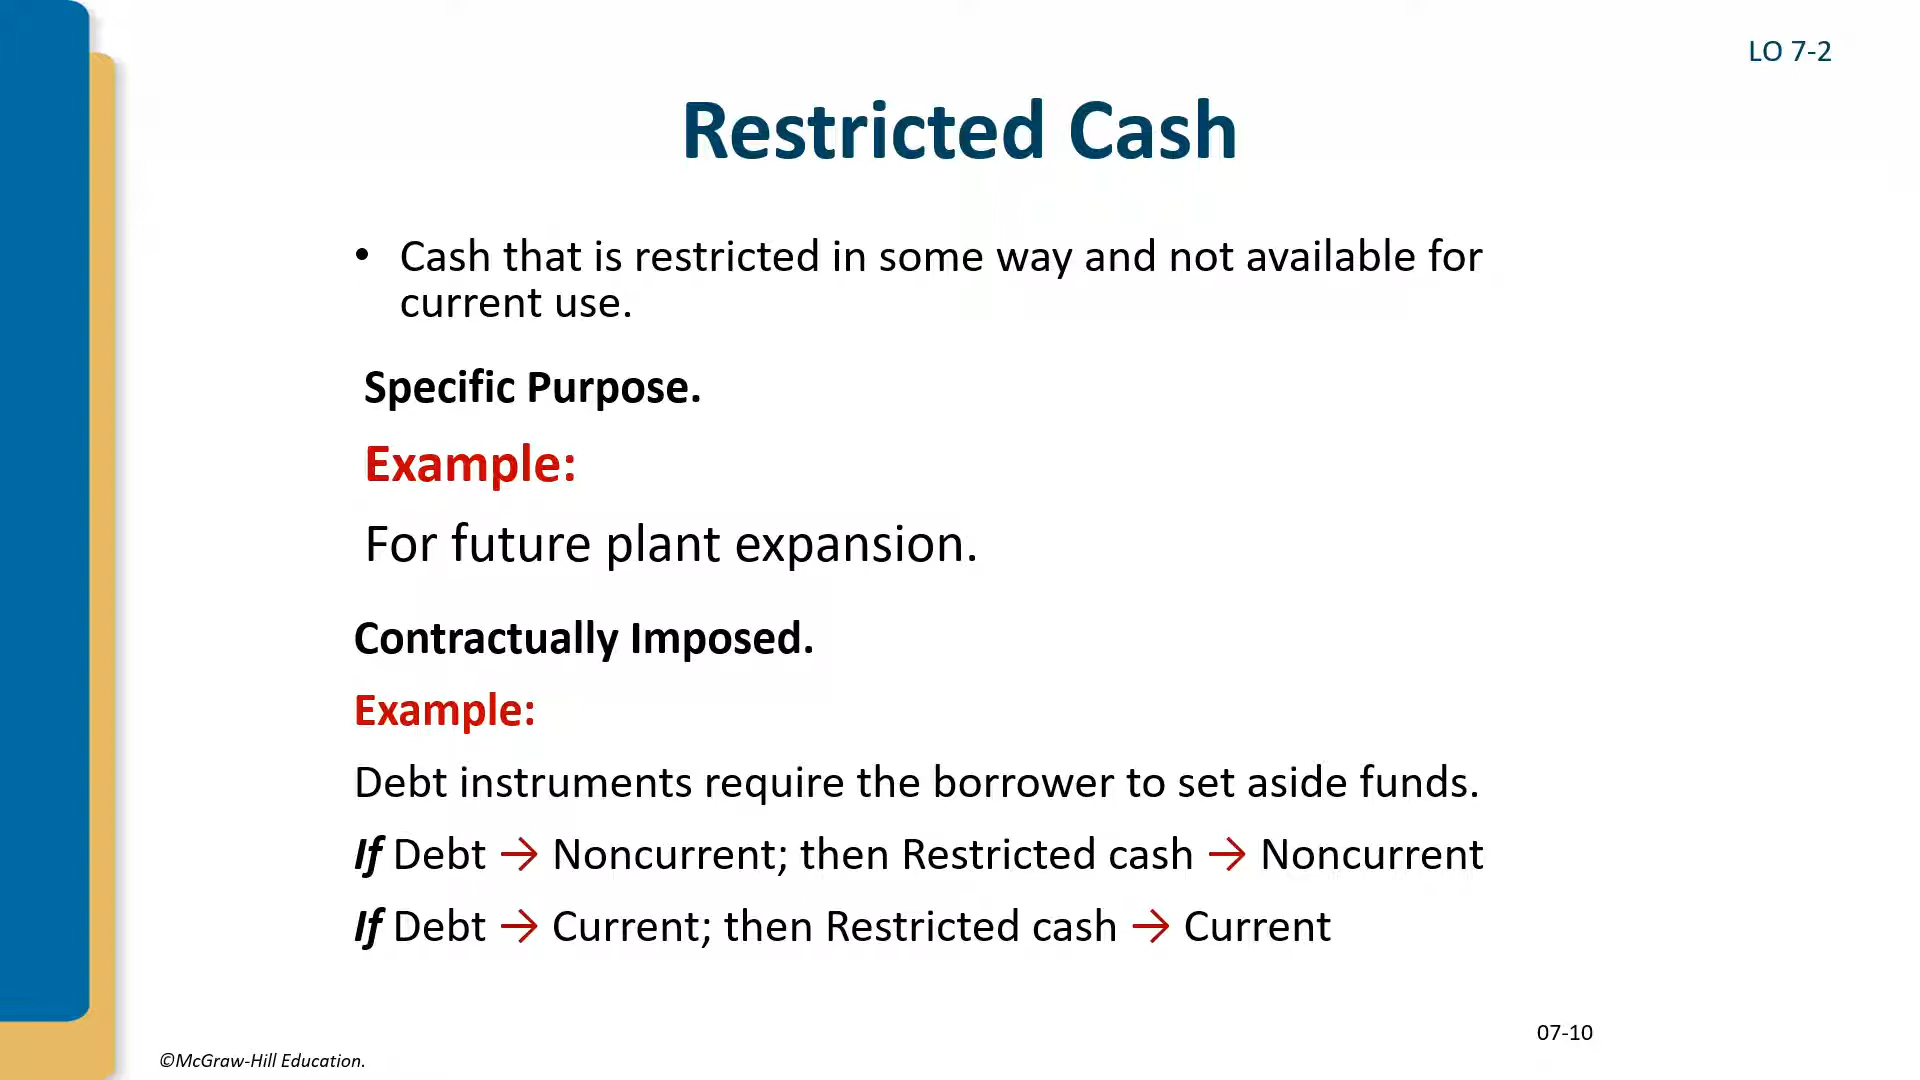 LO 7-2
Restricted Cash
• Cash that is restricted in some way and not available for
current use.
Specific Purpose.
Example:
For future plant expansion.
Contractually Imposed.
Example:
Debt instruments require the borrower to set aside funds.
If Debt → Noncurrent; then Restricted cash → Noncurrent
If Debt → Current; then Restricted cash → Current
07-10
©McGraw-Hill Education.